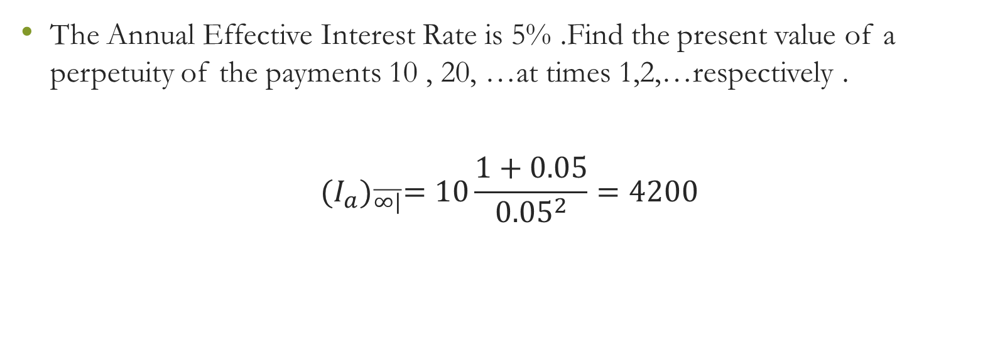 • The Annual Effective Interest Rate is 5% .Find the present value of a
perpetuity of the payments 10 , 20, …at times 1,2,…respectively .
(I_a)_{\overline{∞|}} = 10 \frac{1 + 0.05}{0.05^2} = 4200